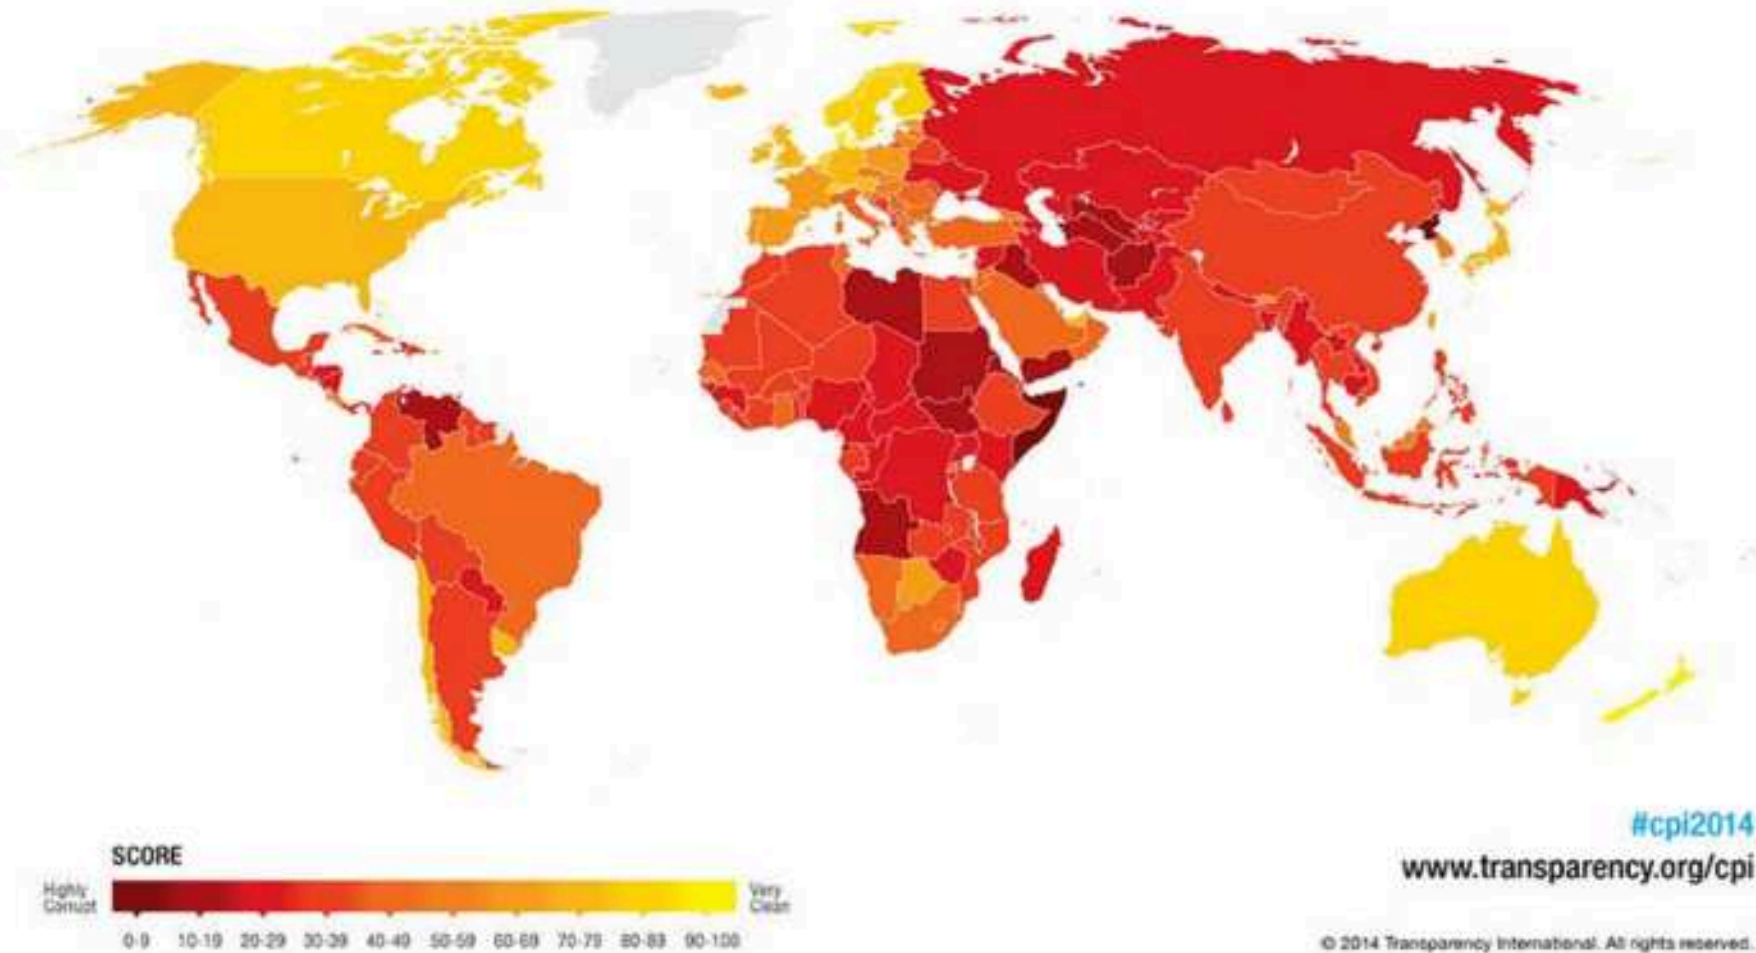 SCORE
Highly
Corrupt
Very
Clean
0-9 10-19 20-29 30-39 40-49 50-59 60-69 70-79 80-89 90-100
#cpi2014
www.transparency.org/cpi
© 2014 Transparency International. All rights reserved.